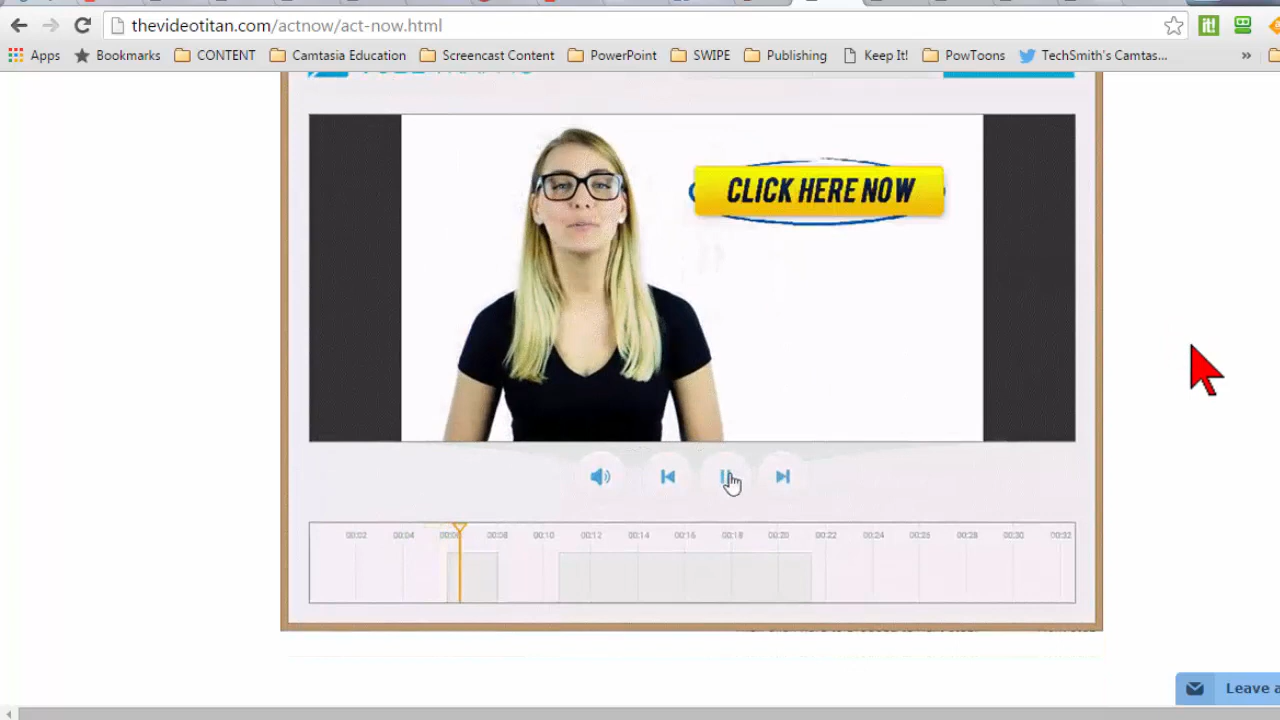 thevideotitan.com/actnow/act-now.html
Apps Bookmarks CONTENT Camtasia Education Screencast Content PowerPoint SWIPE Publishing Keep It! PowToons TechSmith's Camtas... »
it!
CLICK HERE NOW
00:02 00:04 00:06 00:08 00:10 00:12 00:14 00:16 00:18 00:20 00:22 00:24 00:26 00:28 00:30 00:32
Leave a